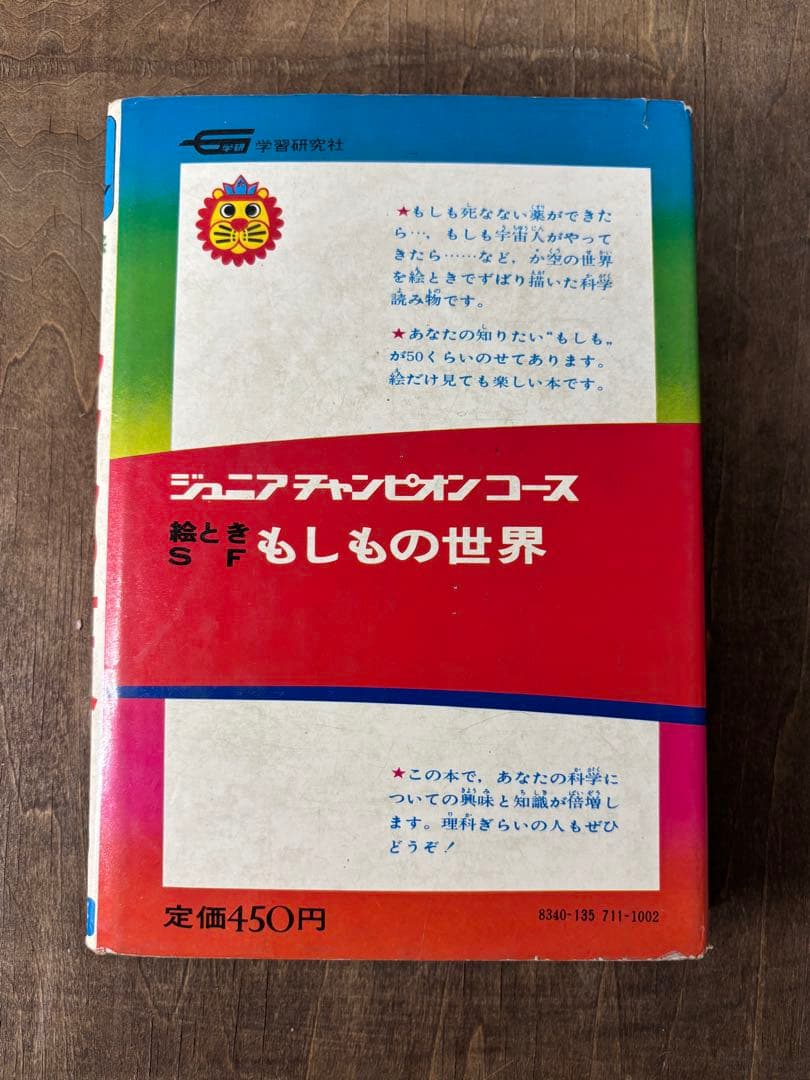 学研 学習研究社
★もしも死なない薬ができた
ら…，もしも宇宙人がやって
きたら……など，か空の世界
を絵ときでずばり描いた科学
読み物です。
★あなたの知りたい“もしも„
が50くらいのせてあります。
絵だけ見ても楽しい本です。
ジュニアチャンピオンコース
絵とき
SF
もしもの世界
★この本で，あなたの科学に
ついての興味と知識が倍増し
ます。理科ぎらいの人もぜひ
どうぞ！
定価450円
8340-135 711-1002